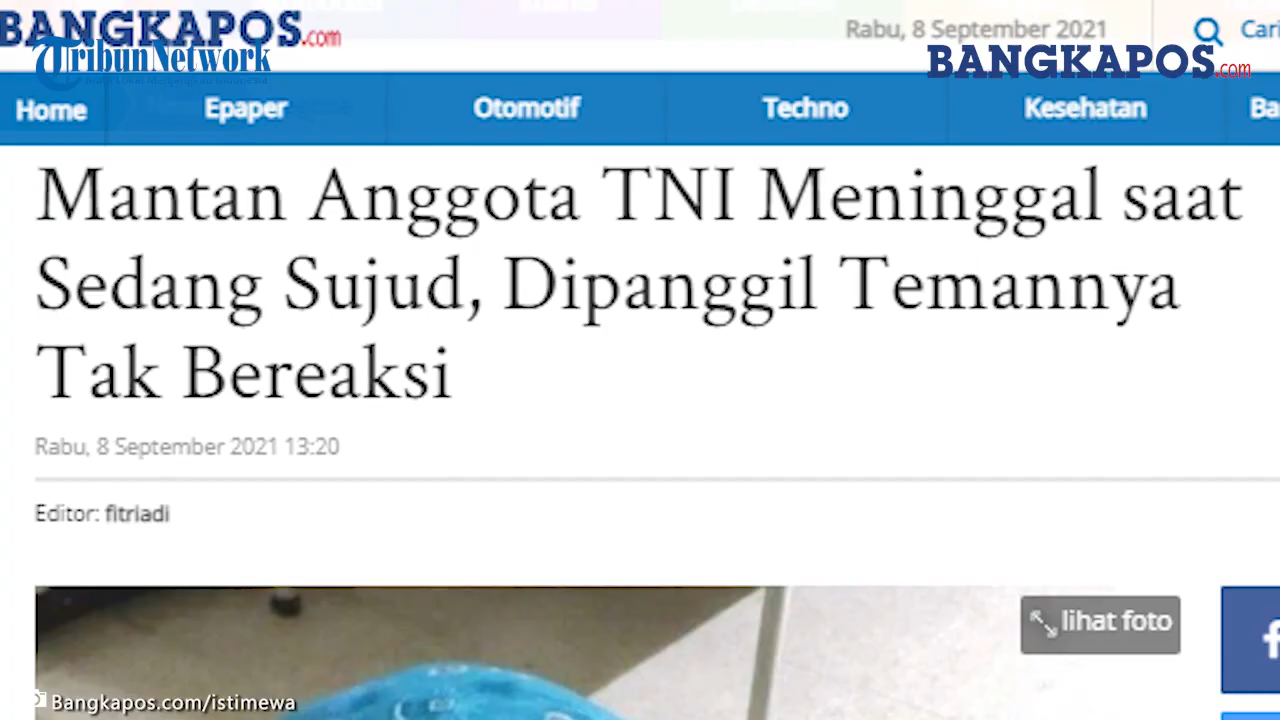 BANGKAPOS.com
Tribun Network
Rabu, 8 September 2021
Cari
BANGKAPOS.com
Home
Epaper
Otomotif
Techno
Kesehatan
Mantan Anggota TNI Meninggal saat
Sedang Sujud, Dipanggil Temannya
Tak Bereaksi
Rabu, 8 September 2021 13:20
Editor: fitriadi
lihat foto
f
Bangkapos.com/istimewa